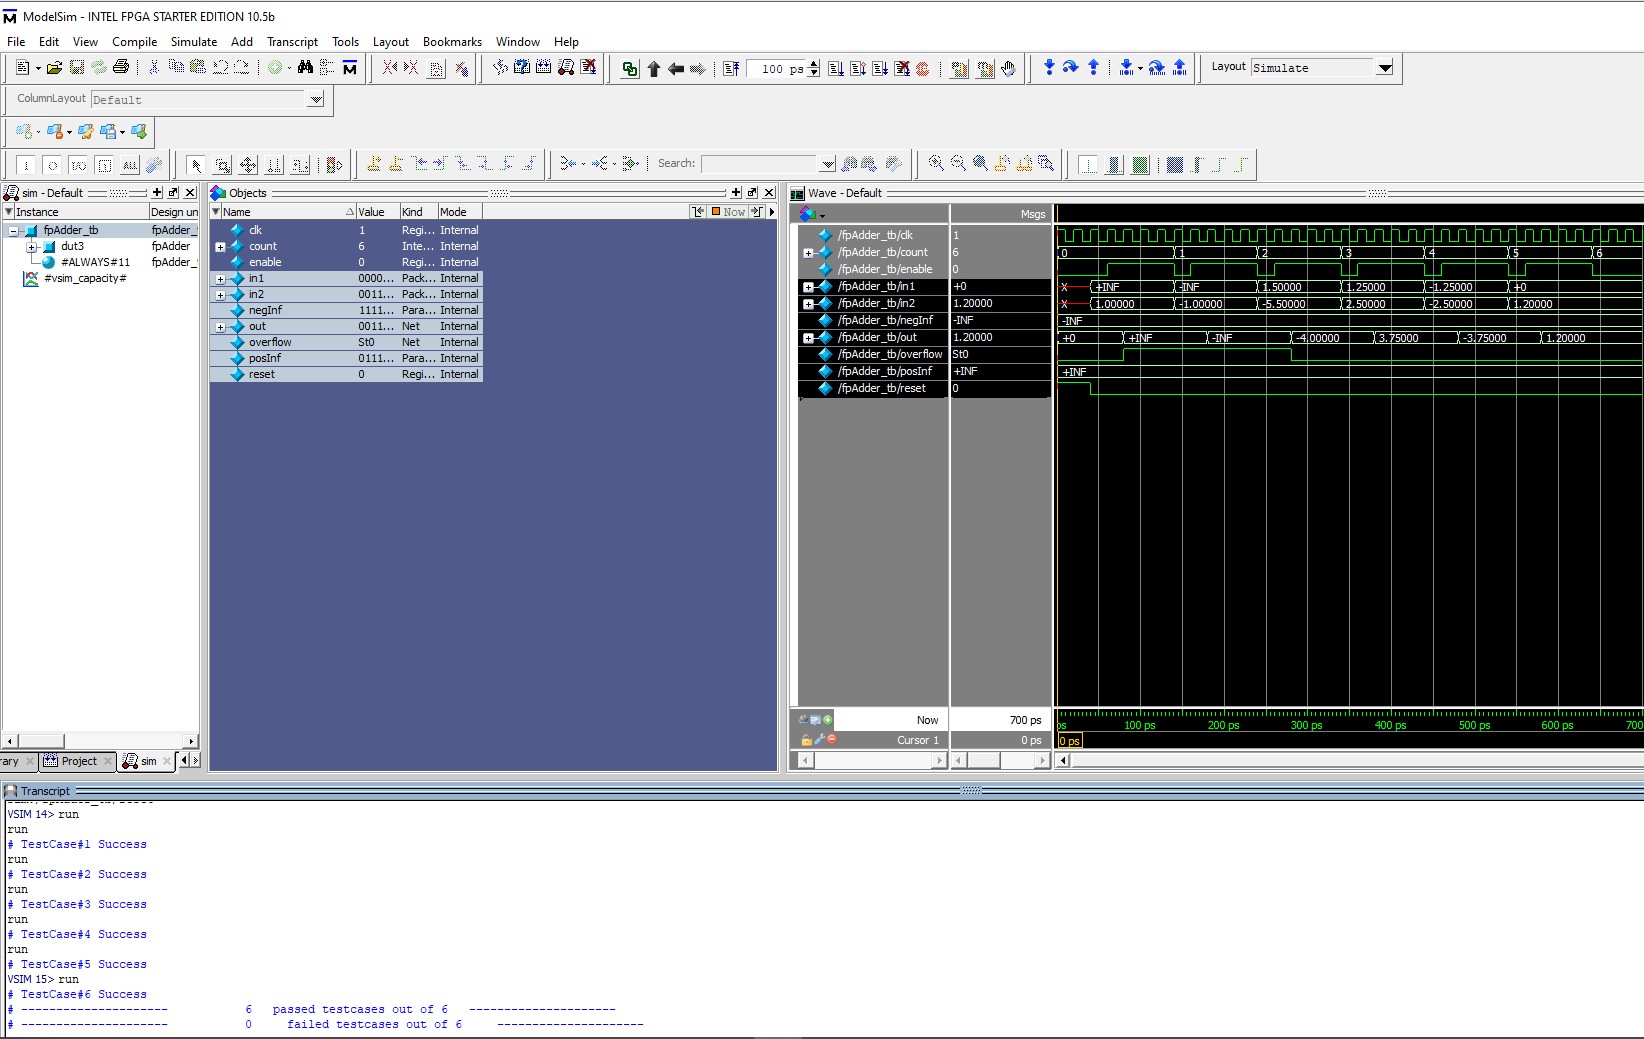 ModelSim - INTEL FPGA STARTER EDITION 10.5b
File Edit View Compile Simulate Add Transcript Tools Layout Bookmarks Window Help
100 ps
Layout Simulate
ColumnLayout Default
Search:
sim - Default
Instance Design un
fpAdder_tb fpAdder_
dut3 fpAdder
#ALWAYS#11 fpAdder_
#vsim_capacity#
Objects
Name Value Kind Mode Now
clk 1 Regi... Internal
count 6 Inte... Internal
enable 0 Regi... Internal
in1 0000... Pack... Internal
in2 0011... Pack... Internal
negInf 1111... Para... Internal
out 0011... Net Internal
overflow St0 Net Internal
posInf 0111... Para... Internal
reset 0 Regi... Internal
Wave - Default
Msgs
/fpAdder_tb/clk 1
/fpAdder_tb/count 6 0 1 2 3 4 5 6
/fpAdder_tb/enable 0
/fpAdder_tb/in1 +0 X +INF -INF 1.50000 1.25000 -1.25000 +0
/fpAdder_tb/in2 1.20000 X 1.00000 -1.00000 -5.50000 2.50000 -2.50000 1.20000
/fpAdder_tb/negInf -INF -INF
/fpAdder_tb/out 1.20000 +0 +INF -INF -4.00000 3.75000 -3.75000 1.20000
/fpAdder_tb/overflow St0
/fpAdder_tb/posInf +INF +INF
/fpAdder_tb/reset 0
Now 700 ps ps 100 ps 200 ps 300 ps 400 ps 500 ps 600 ps 700
Cursor 1 0 ps 0 ps
rary Project sim
Transcript
VSIM 14> run
run
# TestCase#1 Success
run
# TestCase#2 Success
run
# TestCase#3 Success
run
# TestCase#4 Success
run
# TestCase#5 Success
VSIM 15> run
# TestCase#6 Success
# --------------------- 6 passed testcases out of 6 ---------------------
# --------------------- 0 failed testcases out of 6 ---------------------